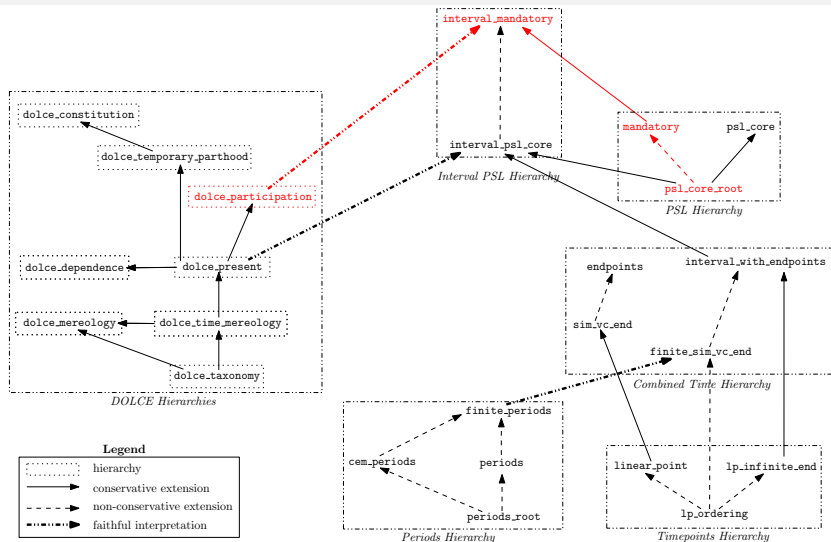 interval_mandatory
dolce_constitution
mandatory
psl_core
interval_psl_core
dolce_temporary_parthood
Interval PSL Hierarchy
dolce_participation
psl_core_root
PSL Hierarchy
dolce_dependence
dolce_present
endpoints
interval_with_endpoints
dolce_mereology
dolce_time_mereology
sim_vc_end
finite_sim_vc_end
dolce_taxonomy
Combined Time Hierarchy
DOLCE Hierarchies
finite_periods
Legend
hierarchy
conservative extension
non-conservative extension
faithful interpretation
cem_periods
periods
linear_point
lp_infinite_end
periods_root
lp_ordering
Periods Hierarchy
Timepoints Hierarchy